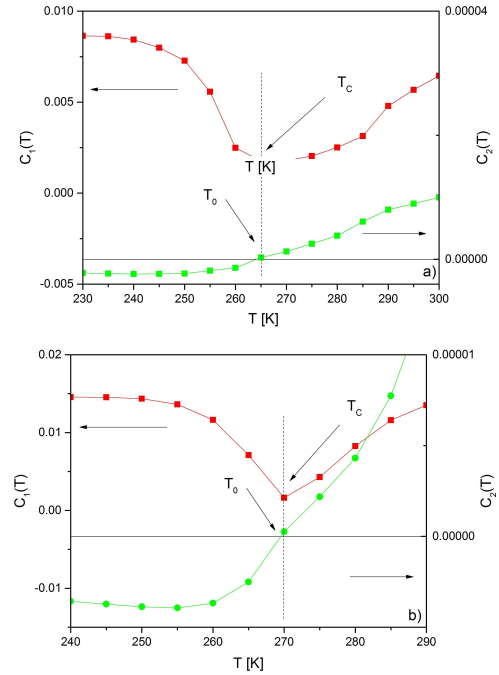 0.010
0.00004
0.005
T_C
C_1(T)
C_2(T)
T [K]
0.000
T_0
0.00000
-0.005
a)
230 240 250 260 270 280 290 300
T [K]
0.02
0.00001
0.01
T_C
C_1(T)
C_2(T)
T_0
0.00
0.00000
-0.01
b)
240 250 260 270 280 290
T [K]